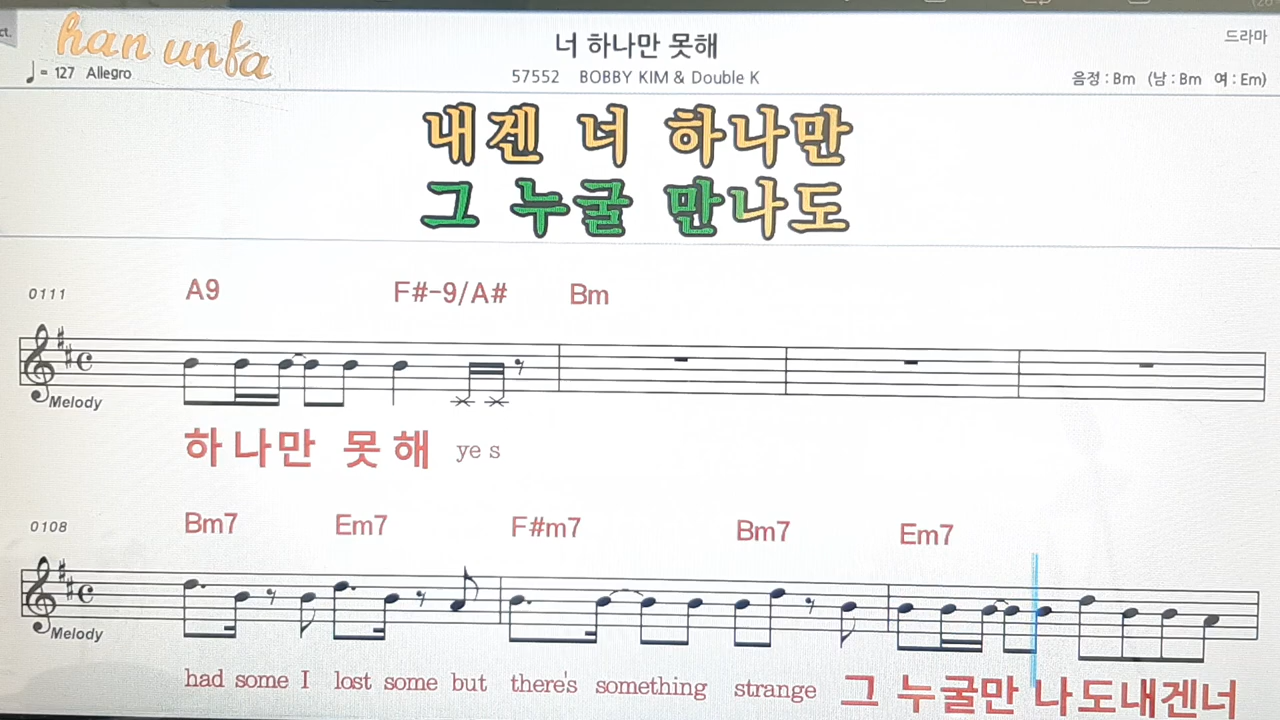 ct.
han unfa
너 하나만 못해
드라마
= 127 Allegro
57552 BOBBY KIM & Double K
음정 : Bm (남 : Bm 여 : Em)
내겐 너 하나만
그 누굴 만나도
0111
A9 F#-9/A# Bm
Melody
하 나만 못 해 ye s
0108
Bm7 Em7 F#m7 Bm7 Em7
Melody
had some I lost some but there's something strange 그 누굴만 나도내겐너